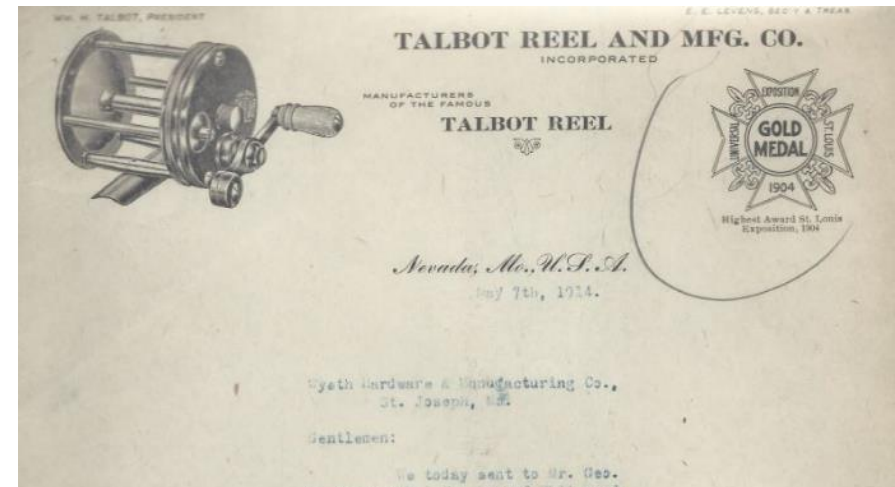 WM. W. TALBOT, PRESIDENT
E. E. LEVENS, SEC'Y & TREAS.
TALBOT REEL AND MFG. CO.
INCORPORATED
MANUFACTURERS
OF THE FAMOUS
TALBOT REEL
UNIVERSAL EXPOSITION ST. LOUIS
GOLD
MEDAL
1904
Highest Award St. Louis
Exposition, 1904
Nevada, Mo., U.S.A.
May 7th, 1914.
Wyeth Hardware & Manufacturing Co.,
St. Joseph, Mo.
Gentlemen:
We today sent to Mr. Geo.